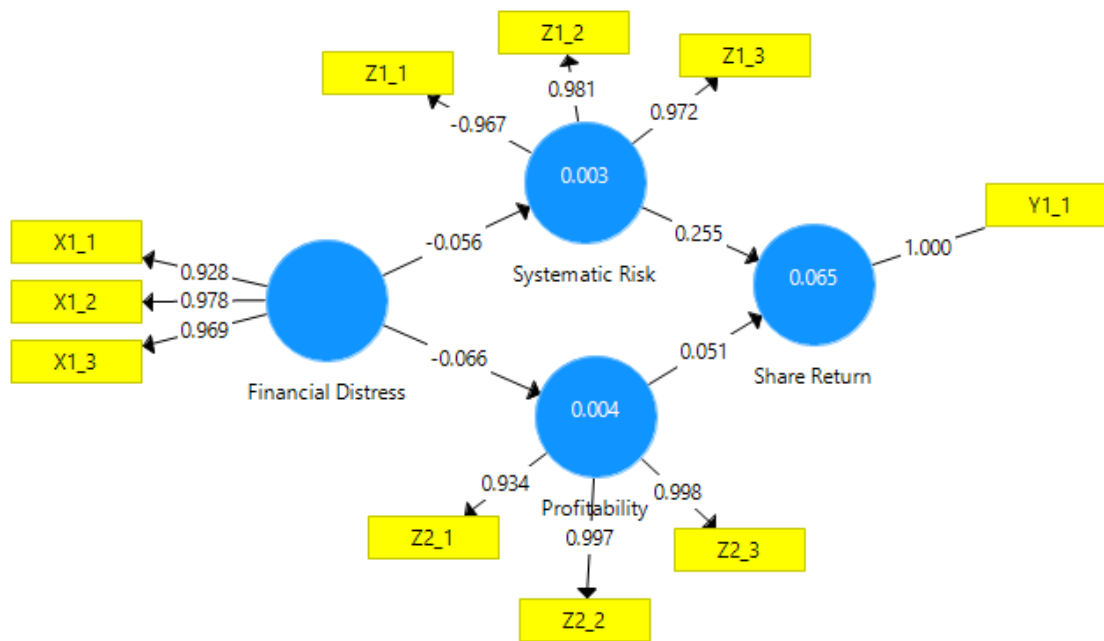 Z1_2
Z1_1
Z1_3
0.981
-0.967
0.972
0.003
X1_1
Y1_1
-0.056
0.255
1.000
0.928
Systematic Risk
X1_2
0.978
0.065
X1_3
0.969
-0.066
0.051
Financial Distress
Share Return
0.004
0.934
0.998
Profitability
Z2_1
0.997
Z2_3
Z2_2